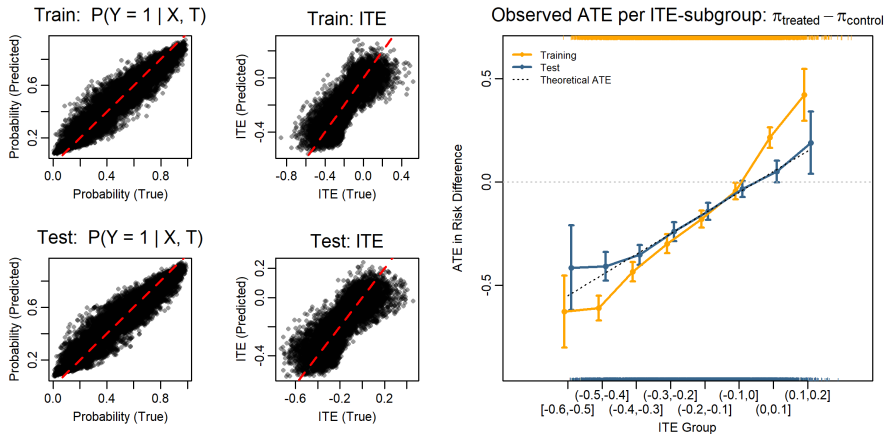 Train:  P(Y = 1 | X, T)
Probability (Predicted)
0.6
0.2
0.0 0.4 0.8
Probability (True)
Train: ITE
ITE (Predicted)
0.0
-0.4
-0.8 -0.4 0.0 0.4
ITE (True)
Test:  P(Y = 1 | X, T)
Probability (Predicted)
0.6
0.2
0.0 0.4 0.8
Probability (True)
Test: ITE
ITE (Predicted)
0.2
0.0
-0.4
-0.6 -0.2 0.2
ITE (True)
Observed ATE per ITE-subgroup: π_treated − π_control
Training
Test
Theoretical ATE
ATE in Risk Difference
0.5
0.0
-0.5
(-0.5,-0.4] (-0.3,-0.2] (-0.1,0] (0.1,0.2]
[-0.6,-0.5] (-0.4,-0.3] (-0.2,-0.1] (0,0.1]
ITE Group